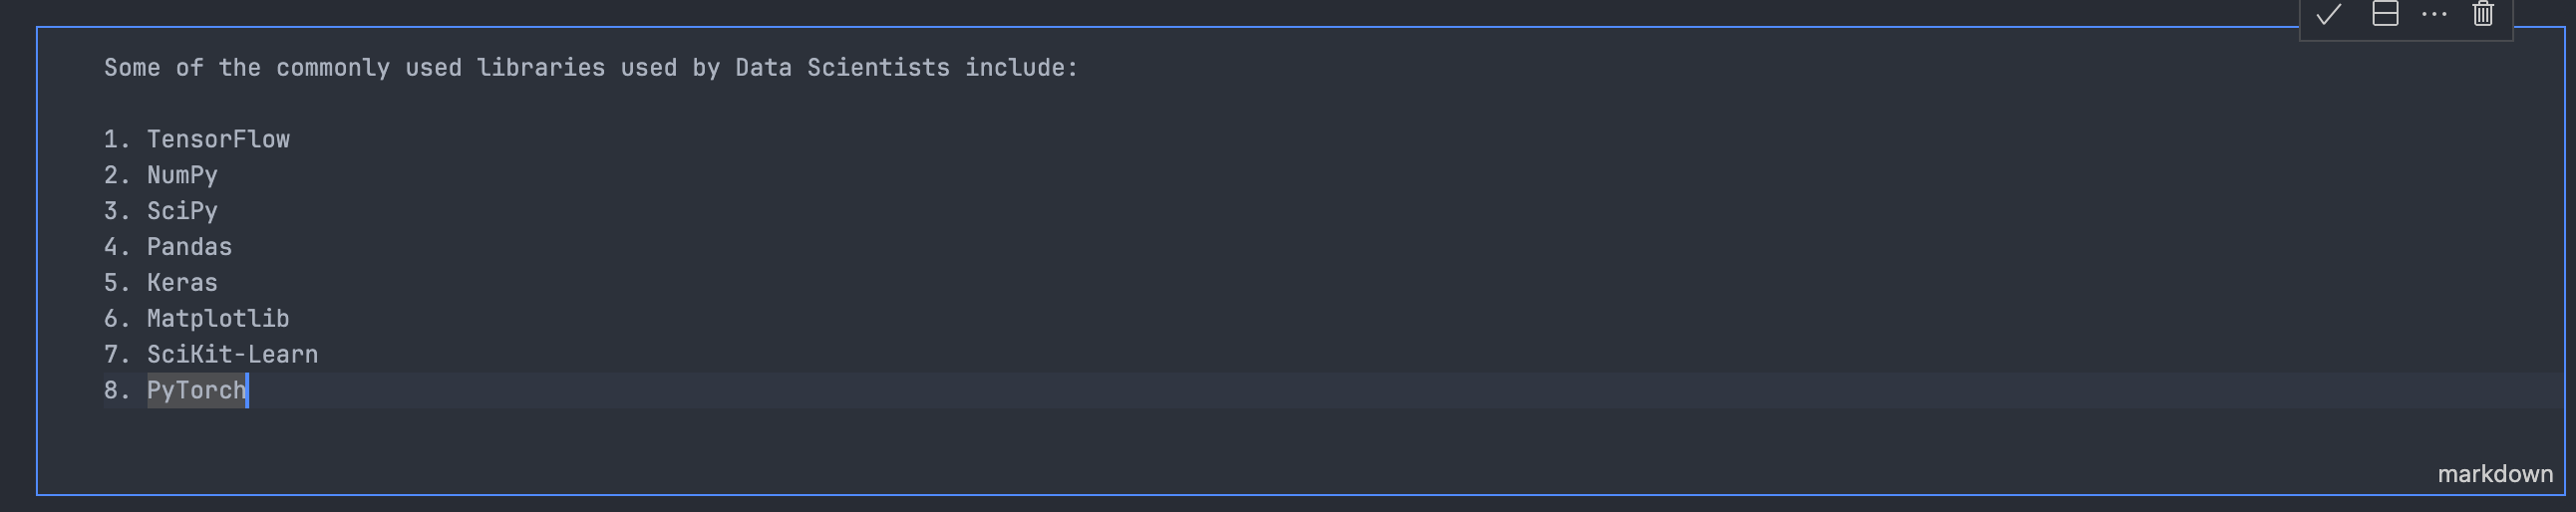 Some of the commonly used libraries used by Data Scientists include:
1. TensorFlow
2. NumPy
3. SciPy
4. Pandas
5. Keras
6. Matplotlib
7. SciKit-Learn
8. PyTorch
markdown